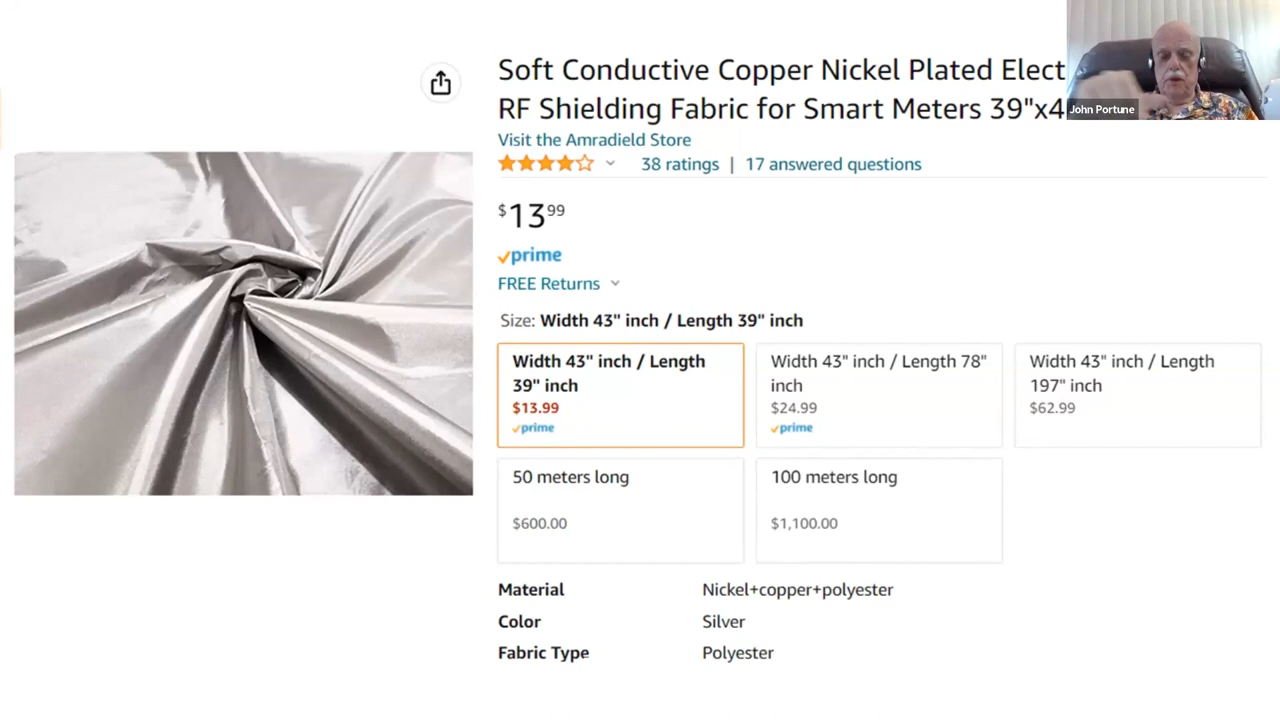 Soft Conductive Copper Nickel Plated Elect
RF Shielding Fabric for Smart Meters 39"x4
John Portune
Visit the Amradield Store
38 ratings | 17 answered questions
$13 99
prime
FREE Returns
Size: Width 43" inch / Length 39" inch
Width 43" inch / Length
39" inch
$13.99
prime
Width 43" inch / Length 78"
inch
$24.99
prime
Width 43" inch / Length
197" inch
$62.99
50 meters long
$600.00
100 meters long
$1,100.00
Material Nickel+copper+polyester
Color Silver
Fabric Type Polyester